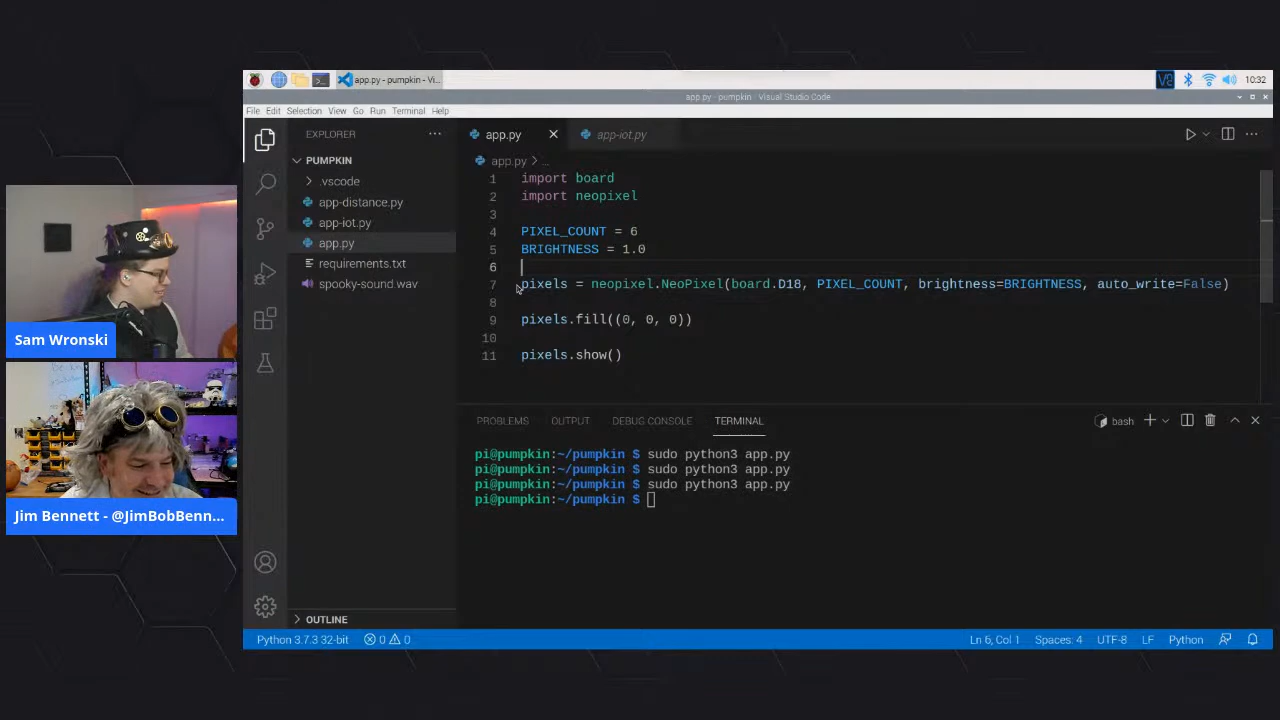 app.py - pumpkin - Vi...
10:32
app.py - pumpkin - Visual Studio Code
File Edit Selection View Go Run Terminal Help
EXPLORER
PUMPKIN
.vscode
app-distance.py
app-iot.py
app.py
requirements.txt
spooky-sound.wav
OUTLINE
app.py
app-iot.py
app.py > ...
1 import board
2 import neopixel
3
4 PIXEL_COUNT = 6
5 BRIGHTNESS = 1.0
6
7 pixels = neopixel.NeoPixel(board.D18, PIXEL_COUNT, brightness=BRIGHTNESS, auto_write=False)
8
9 pixels.fill((0, 0, 0))
10
11 pixels.show()
PROBLEMS OUTPUT DEBUG CONSOLE TERMINAL
bash
pi@pumpkin:~/pumpkin $ sudo python3 app.py
pi@pumpkin:~/pumpkin $ sudo python3 app.py
pi@pumpkin:~/pumpkin $ sudo python3 app.py
pi@pumpkin:~/pumpkin $
Python 3.7.3 32-bit 0 0
Ln 6, Col 1 Spaces: 4 UTF-8 LF Python
Sam Wronski
Jim Bennett - @JimBobBenn...